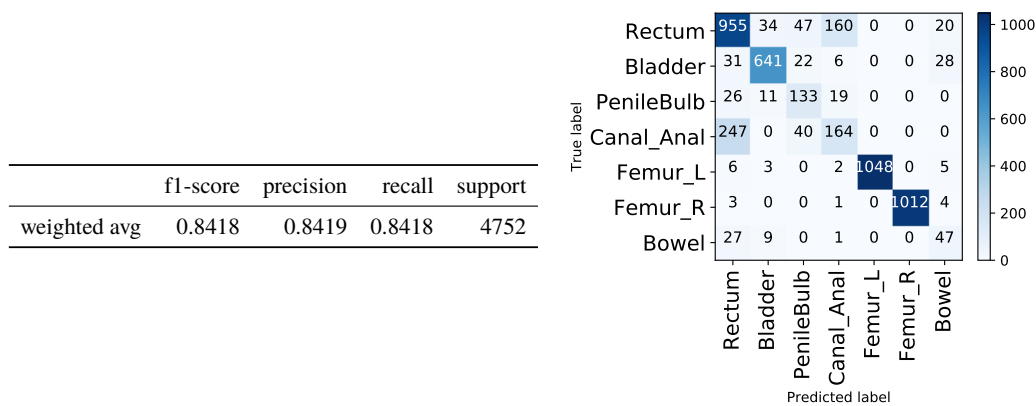 f1-score precision recall support
weighted avg 0.8418 0.8419 0.8418 4752
True label
Rectum 955 34 47 160 0 0 20
Bladder 31 641 22 6 0 0 28
PenileBulb 26 11 133 19 0 0 0
Canal_Anal 247 0 40 164 0 0 0
Femur_L 6 3 0 2 1048 0 5
Femur_R 3 0 0 1 0 1012 4
Bowel 27 9 0 1 0 0 47
Rectum Bladder PenileBulb Canal_Anal Femur_L Femur_R Bowel
Predicted label
1000
800
600
400
200
0